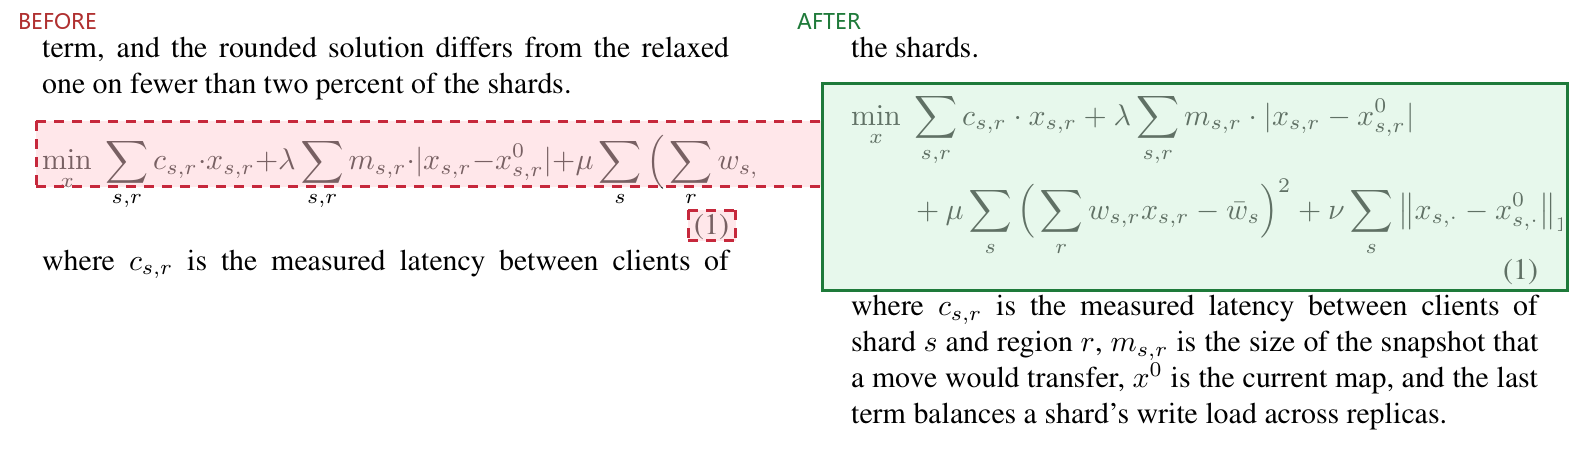 BEFORE
term, and the rounded solution differs from the relaxed
one on fewer than two percent of the shards.
min_x ∑_{s,r} c_{s,r}·x_{s,r}+λ∑_{s,r} m_{s,r}·|x_{s,r}−x^0_{s,r}|+μ∑_s (∑_r w_{s,
(1)
where c_{s,r} is the measured latency between clients of
AFTER
the shards.
min_x ∑_{s,r} c_{s,r} · x_{s,r} + λ∑_{s,r} m_{s,r} · |x_{s,r} − x^0_{s,r}|
+ μ∑_s (∑_r w_{s,r}x_{s,r} − w̄_s)^2 + ν∑_s ‖x_{s,·} − x^0_{s,·}‖_1
(1)
where c_{s,r} is the measured latency between clients of
shard s and region r, m_{s,r} is the size of the snapshot that
a move would transfer, x^0 is the current map, and the last
term balances a shard's write load across replicas.